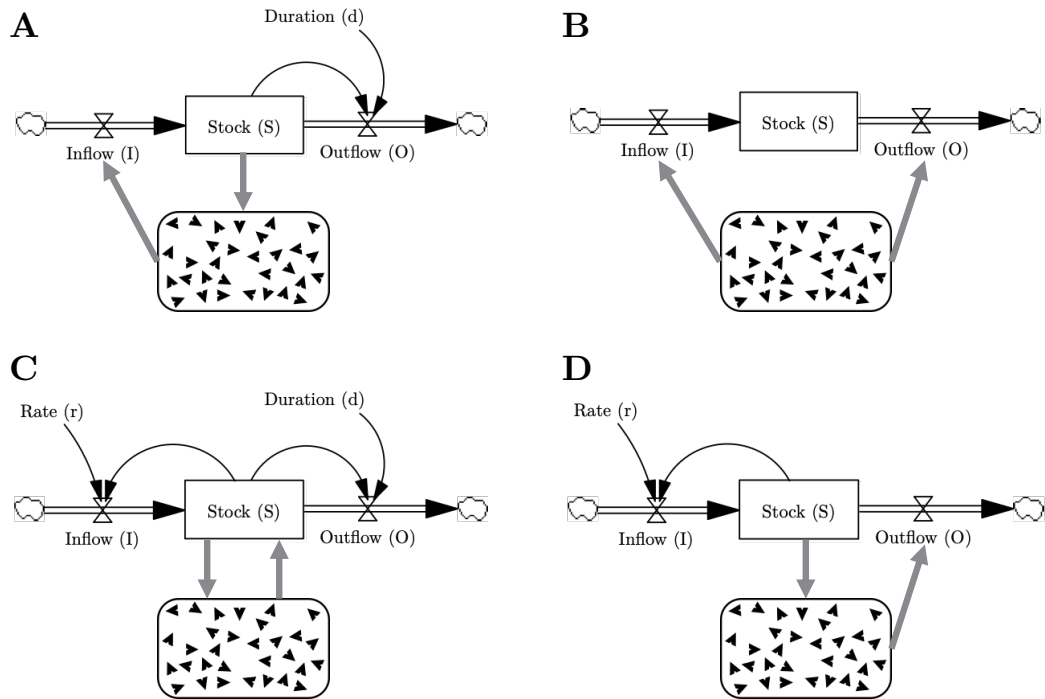 A
Duration (d)
Stock (S)
Inflow (I)
Outflow (O)
B
Stock (S)
Inflow (I)
Outflow (O)
C
Rate (r)
Duration (d)
Stock (S)
Inflow (I)
Outflow (O)
D
Rate (r)
Stock (S)
Inflow (I)
Outflow (O)